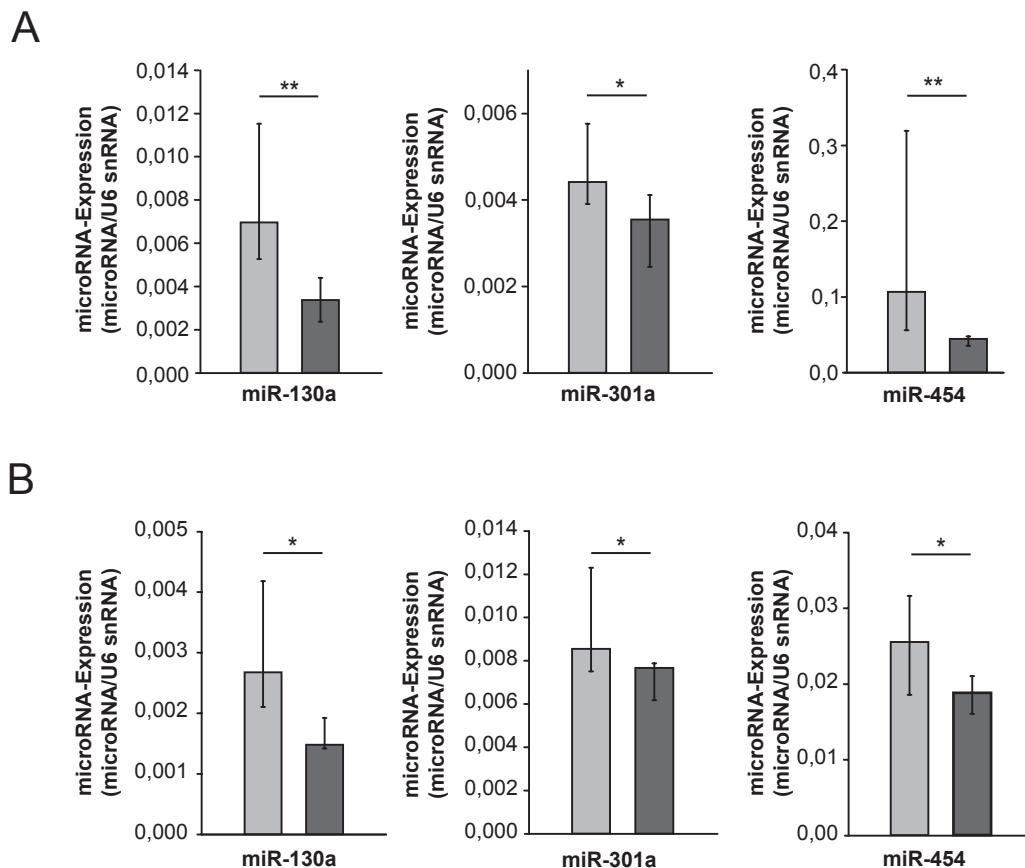 A
microRNA-Expression
(microRNA/U6 snRNA)
0,014
0,012
0,010
0,008
0,006
0,004
0,002
0,000
**
miR-130a
micoRNA-Expression
(microRNA/U6 snRNA)
0,006
0,004
0,002
0,000
*
miR-301a
microRNA-Expression
(microRNA/U6 snRNA)
0,4
0,3
0,2
0,1
0,0
**
miR-454
B
microRNA-Expression
(microRNA/U6 snRNA)
0,005
0,004
0,003
0,002
0,001
0,000
*
miR-130a
microRNA-Expression
(microRNA/U6 snRNA)
0,014
0,012
0,010
0,008
0,006
0,004
0,002
0,000
*
miR-301a
microRNA-Expression
(microRNA/U6 snRNA)
0,04
0,03
0,02
0,01
0,00
*
miR-454